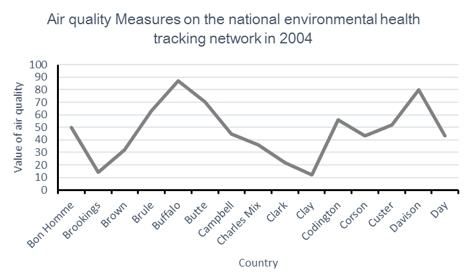 Air quality Measures on the national environmental health
tracking network in 2004
Value of air quality
100
90
80
70
60
50
40
30
20
10
0
Bon Homme
Brookings
Brown
Brule
Buffalo
Butte
Campbell
Charles Mix
Clark
Clay
Codington
Corson
Custer
Davison
Day
Country